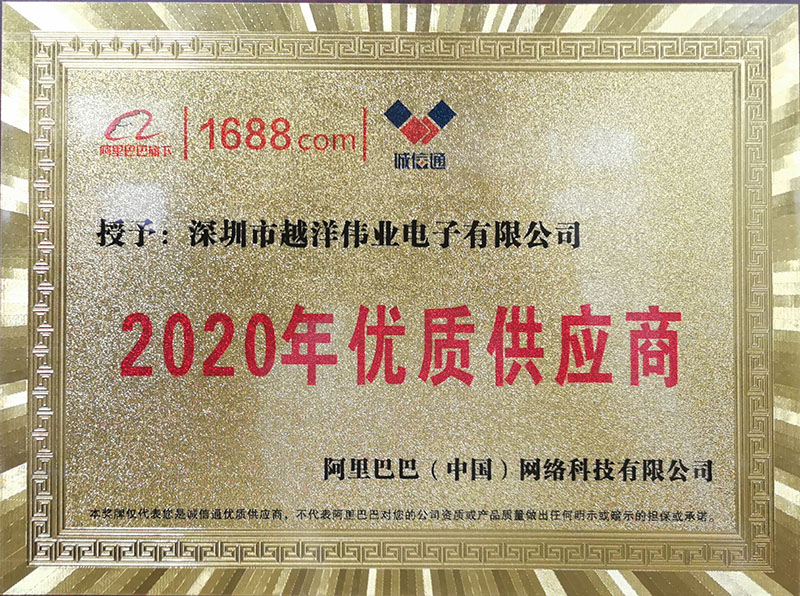 阿里巴巴旗下 1688.com 诚信通
授予：深圳市越洋伟业电子有限公司
2020年优质供应商
阿里巴巴（中国）网络科技有限公司
本奖牌仅代表您是诚信通优质供应商，不代表阿里巴巴对您的公司资质或产品质量做出任何明示或暗示的担保或承诺。